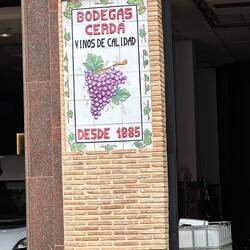 BODEGAS
CERDÁ
VINOS DE CALIDAD
DESDE 1885